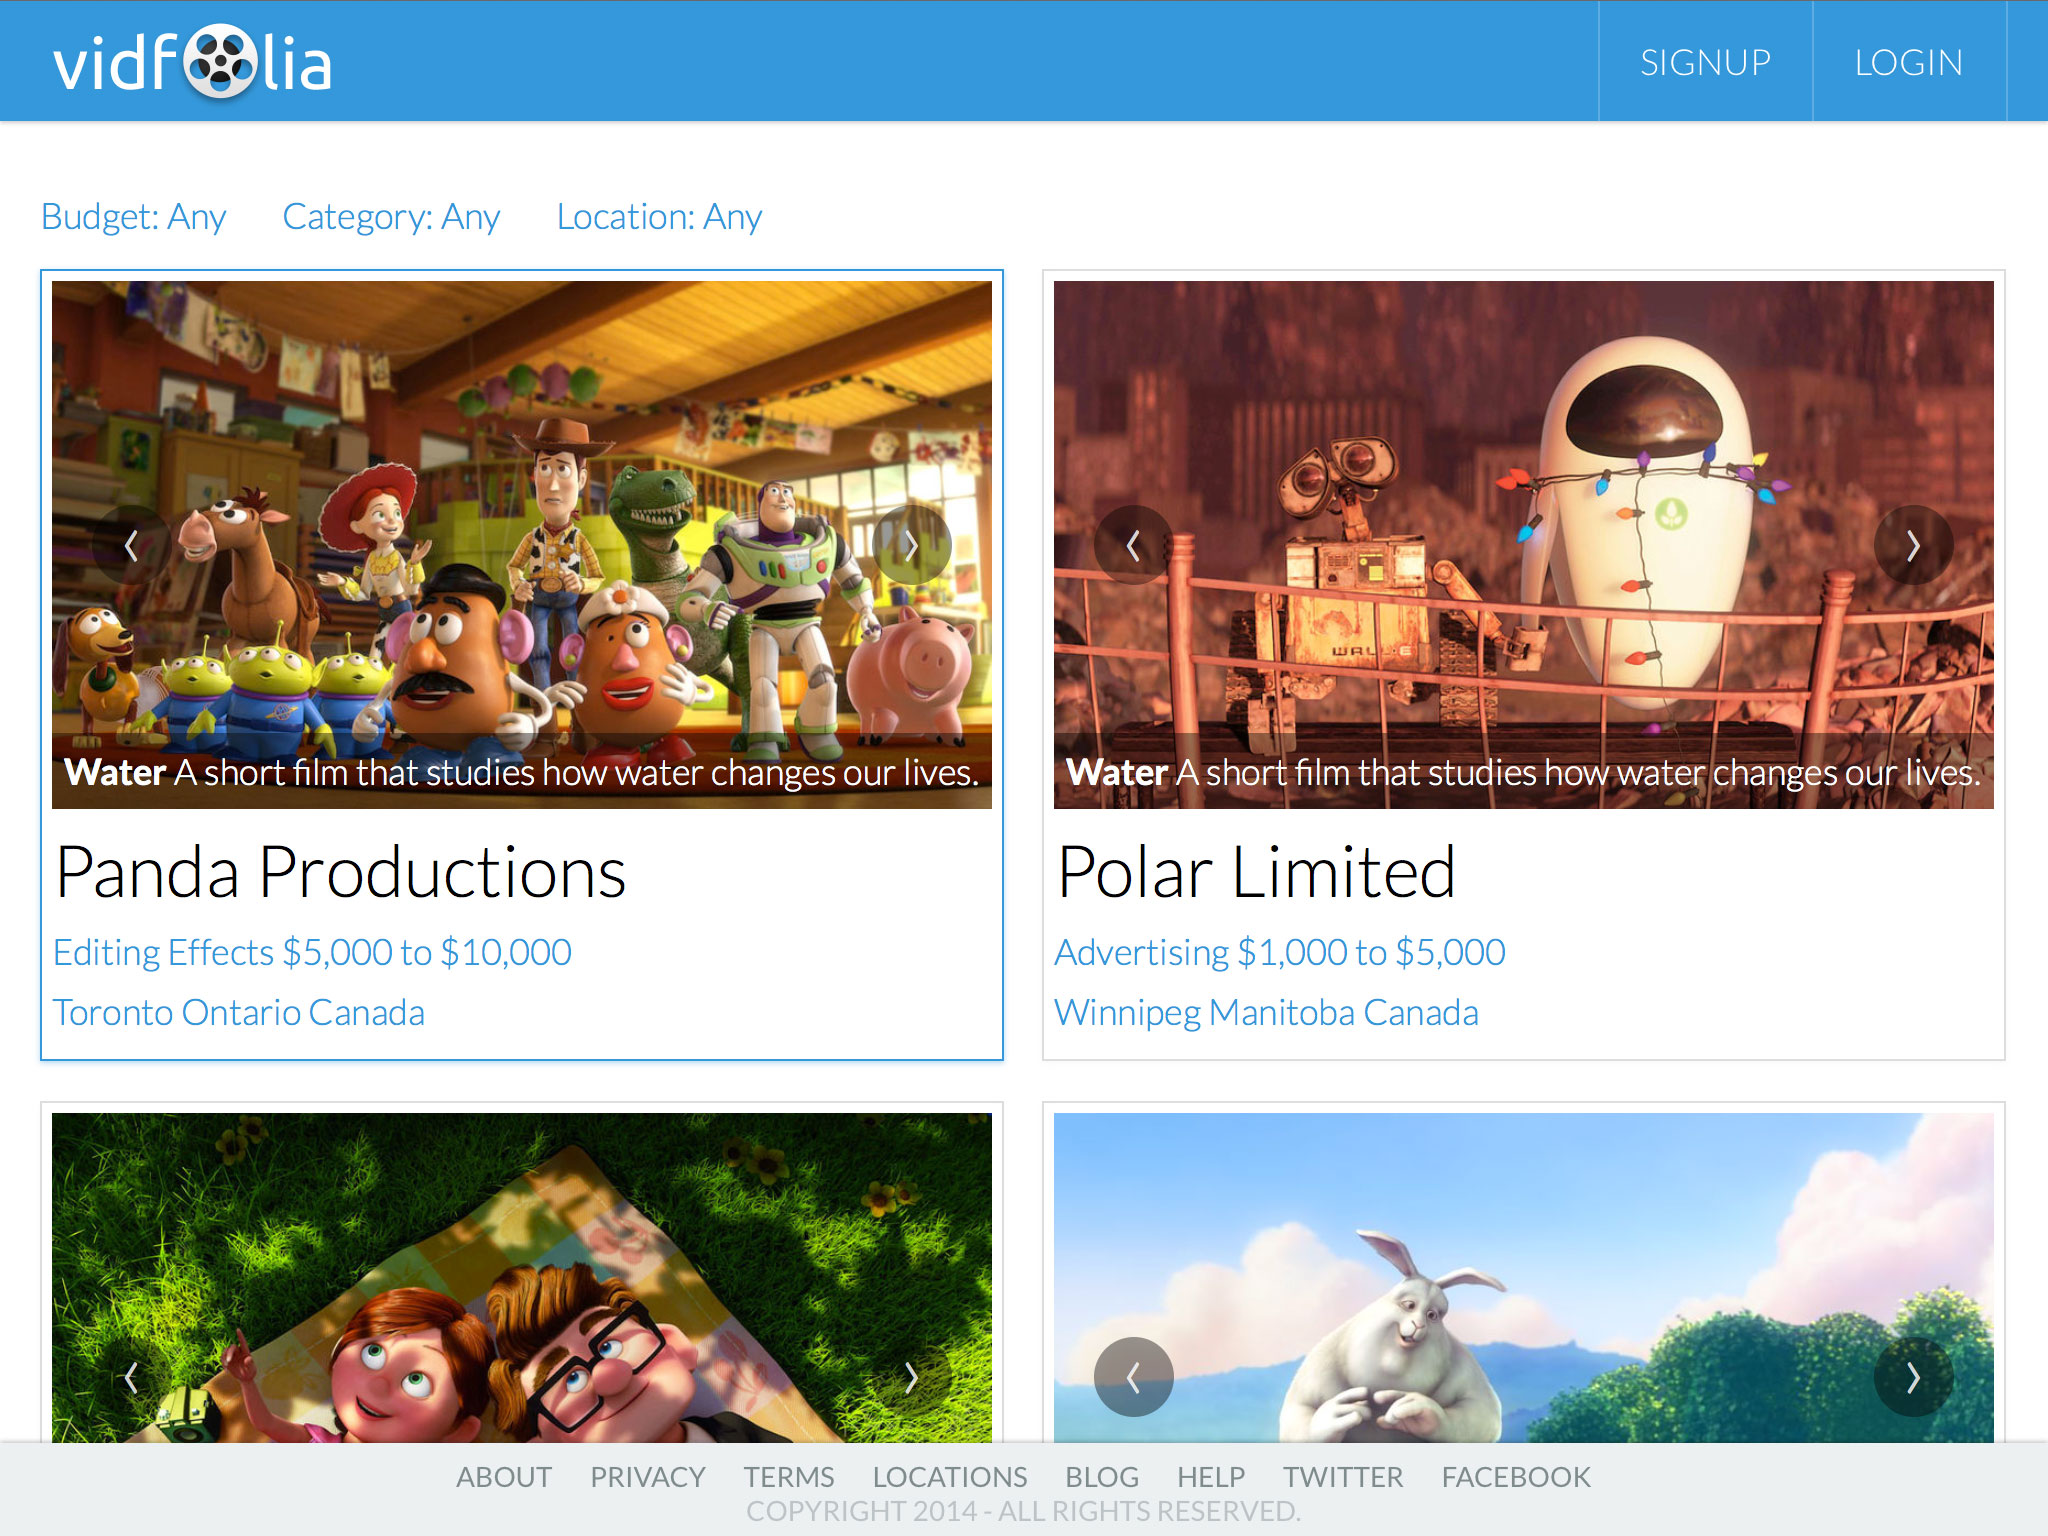 vidfolia
SIGNUP
LOGIN
Budget: Any
Category: Any
Location: Any
WALL·E
Water A short film that studies how water changes our lives.
Water A short film that studies how water changes our lives.
Panda Productions
Editing Effects $5,000 to $10,000
Toronto Ontario Canada
Polar Limited
Advertising $1,000 to $5,000
Winnipeg Manitoba Canada
ABOUT PRIVACY TERMS LOCATIONS BLOG HELP TWITTER FACEBOOK
COPYRIGHT 2014 - ALL RIGHTS RESERVED.